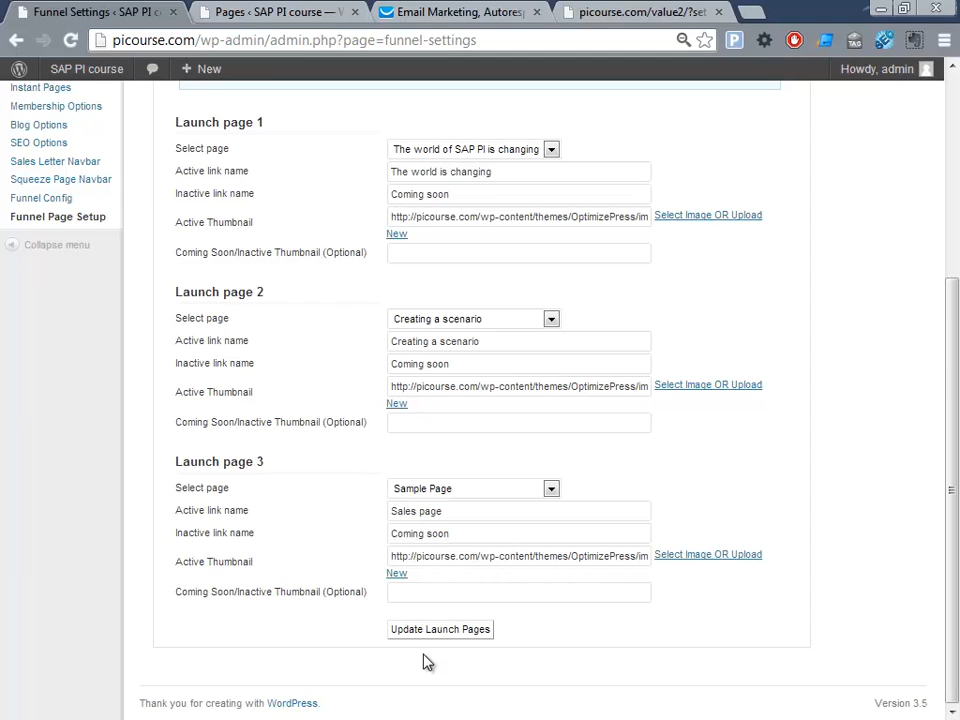 Funnel Settings ‹ SAP PI c
Pages ‹ SAP PI course — W
Email Marketing, Autores
picourse.com/value2/?set
picourse.com/wp-admin/admin.php?page=funnel-settings
SAP PI course
New
Howdy, admin
Instant Pages
Membership Options
Blog Options
SEO Options
Sales Letter Navbar
Squeeze Page Navbar
Funnel Config
Funnel Page Setup
Collapse menu
Launch page 1
Select page
The world of SAP PI is changing
Active link name
The world is changing
Inactive link name
Coming soon
Active Thumbnail
http://picourse.com/wp-content/themes/OptimizePress/im
Select Image OR Upload
New
Coming Soon/Inactive Thumbnail (Optional)
Launch page 2
Select page
Creating a scenario
Active link name
Creating a scenario
Inactive link name
Coming soon
Active Thumbnail
http://picourse.com/wp-content/themes/OptimizePress/im
Select Image OR Upload
New
Coming Soon/Inactive Thumbnail (Optional)
Launch page 3
Select page
Sample Page
Active link name
Sales page
Inactive link name
Coming soon
Active Thumbnail
http://picourse.com/wp-content/themes/OptimizePress/im
Select Image OR Upload
New
Coming Soon/Inactive Thumbnail (Optional)
Update Launch Pages
Thank you for creating with WordPress.
Version 3.5